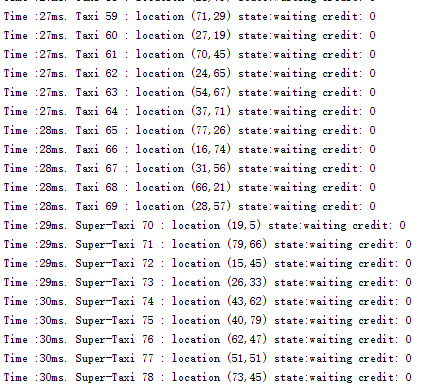 Time :27ms. Taxi 59 : location (71,29) state:waiting credit: 0
Time :27ms. Taxi 60 : location (27,19) state:waiting credit: 0
Time :27ms. Taxi 61 : location (70,45) state:waiting credit: 0
Time :27ms. Taxi 62 : location (24,65) state:waiting credit: 0
Time :27ms. Taxi 63 : location (54,67) state:waiting credit: 0
Time :27ms. Taxi 64 : location (37,71) state:waiting credit: 0
Time :28ms. Taxi 65 : location (77,26) state:waiting credit: 0
Time :28ms. Taxi 66 : location (16,74) state:waiting credit: 0
Time :28ms. Taxi 67 : location (31,56) state:waiting credit: 0
Time :28ms. Taxi 68 : location (66,21) state:waiting credit: 0
Time :28ms. Taxi 69 : location (28,57) state:waiting credit: 0
Time :29ms. Super-Taxi 70 : location (19,5) state:waiting credit: 0
Time :29ms. Super-Taxi 71 : location (79,66) state:waiting credit: 0
Time :29ms. Super-Taxi 72 : location (15,45) state:waiting credit: 0
Time :29ms. Super-Taxi 73 : location (26,33) state:waiting credit: 0
Time :30ms. Super-Taxi 74 : location (43,62) state:waiting credit: 0
Time :30ms. Super-Taxi 75 : location (40,79) state:waiting credit: 0
Time :30ms. Super-Taxi 76 : location (62,47) state:waiting credit: 0
Time :30ms. Super-Taxi 77 : location (51,51) state:waiting credit: 0
Time :30ms. Super-Taxi 78 : location (73,45) state:waiting credit: 0